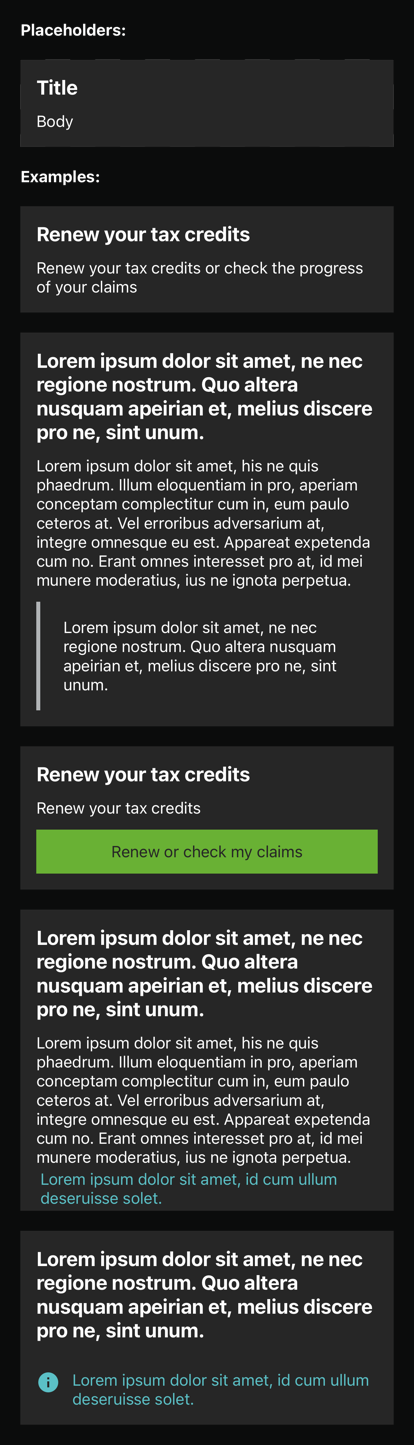 Placeholders:
Title
Body
Examples:
Renew your tax credits
Renew your tax credits or check the progress
of your claims
Lorem ipsum dolor sit amet, ne nec
regione nostrum. Quo altera
nusquam apeirian et, melius discere
pro ne, sint unum.
Lorem ipsum dolor sit amet, his ne quis
phaedrum. Illum eloquentiam in pro, aperiam
conceptam complectitur cum in, eum paulo
ceteros at. Vel erroribus adversarium at,
integre omnesque eu est. Appareat expetenda
cum no. Erant omnes interesset pro at, id mei
munere moderatius, ius ne ignota perpetua.
Lorem ipsum dolor sit amet, ne nec
regione nostrum. Quo altera nusquam
apeirian et, melius discere pro ne, sint
unum.
Renew your tax credits
Renew your tax credits
Renew or check my claims
Lorem ipsum dolor sit amet, ne nec
regione nostrum. Quo altera
nusquam apeirian et, melius discere
pro ne, sint unum.
Lorem ipsum dolor sit amet, his ne quis
phaedrum. Illum eloquentiam in pro, aperiam
conceptam complectitur cum in, eum paulo
ceteros at. Vel erroribus adversarium at,
integre omnesque eu est. Appareat expetenda
cum no. Erant omnes interesset pro at, id mei
munere moderatius, ius ne ignota perpetua.
Lorem ipsum dolor sit amet, id cum ullum
deseruisse solet.
Lorem ipsum dolor sit amet, ne nec
regione nostrum. Quo altera
nusquam apeirian et, melius discere
pro ne, sint unum.
Lorem ipsum dolor sit amet, id cum ullum
deseruisse solet.